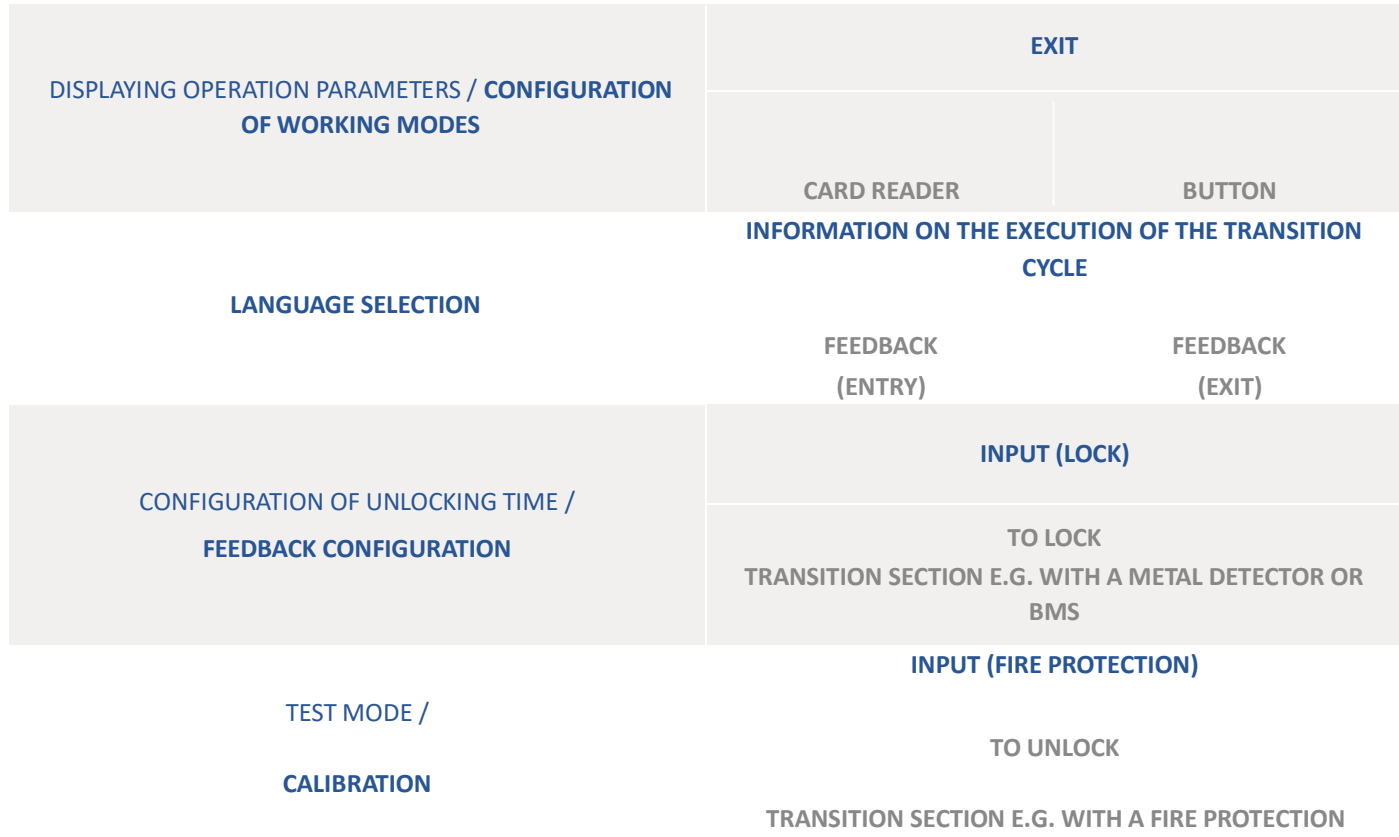 DISPLAYING OPERATION PARAMETERS / CONFIGURATION
OF WORKING MODES
EXIT
CARD READER
BUTTON
LANGUAGE SELECTION
INFORMATION ON THE EXECUTION OF THE TRANSITION
CYCLE
FEEDBACK
(ENTRY)
FEEDBACK
(EXIT)
CONFIGURATION OF UNLOCKING TIME /
FEEDBACK CONFIGURATION
INPUT (LOCK)
TO LOCK
TRANSITION SECTION E.G. WITH A METAL DETECTOR OR
BMS
TEST MODE /
CALIBRATION
INPUT (FIRE PROTECTION)
TO UNLOCK
TRANSITION SECTION E.G. WITH A FIRE PROTECTION